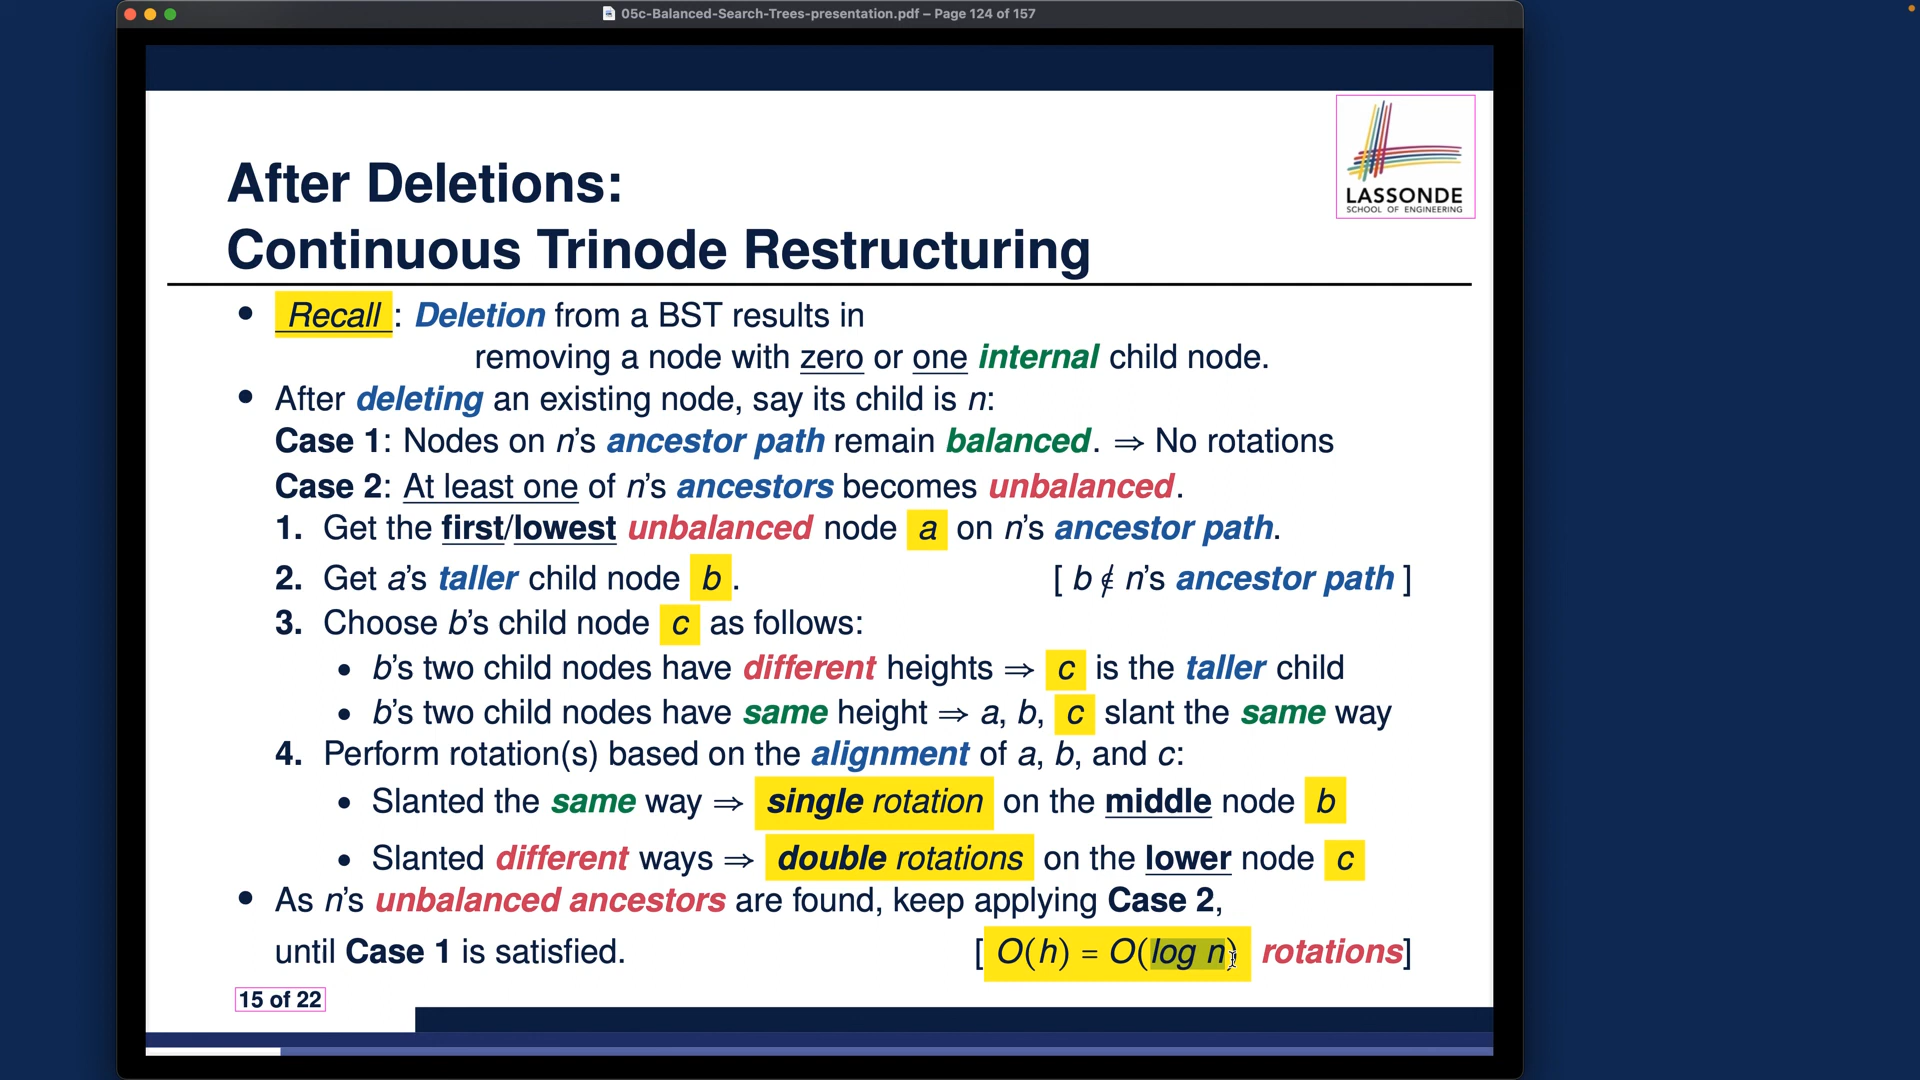 05c-Balanced-Search-Trees-presentation.pdf – Page 124 of 157
LASSONDE
SCHOOL OF ENGINEERING
After Deletions:
Continuous Trinode Restructuring
• Recall : Deletion from a BST results in
removing a node with zero or one internal child node.
• After deleting an existing node, say its child is n:
Case 1: Nodes on n's ancestor path remain balanced. ⇒ No rotations
Case 2: At least one of n's ancestors becomes unbalanced.
1. Get the first/lowest unbalanced node a on n's ancestor path.
2. Get a's taller child node b . [ b ∉ n's ancestor path ]
3. Choose b's child node c as follows:
• b's two child nodes have different heights ⇒ c is the taller child
• b's two child nodes have same height ⇒ a, b, c slant the same way
4. Perform rotation(s) based on the alignment of a, b, and c:
• Slanted the same way ⇒ single rotation on the middle node b
• Slanted different ways ⇒ double rotations on the lower node c
• As n's unbalanced ancestors are found, keep applying Case 2,
until Case 1 is satisfied. [ O(h) = O(log n) rotations]
15 of 22